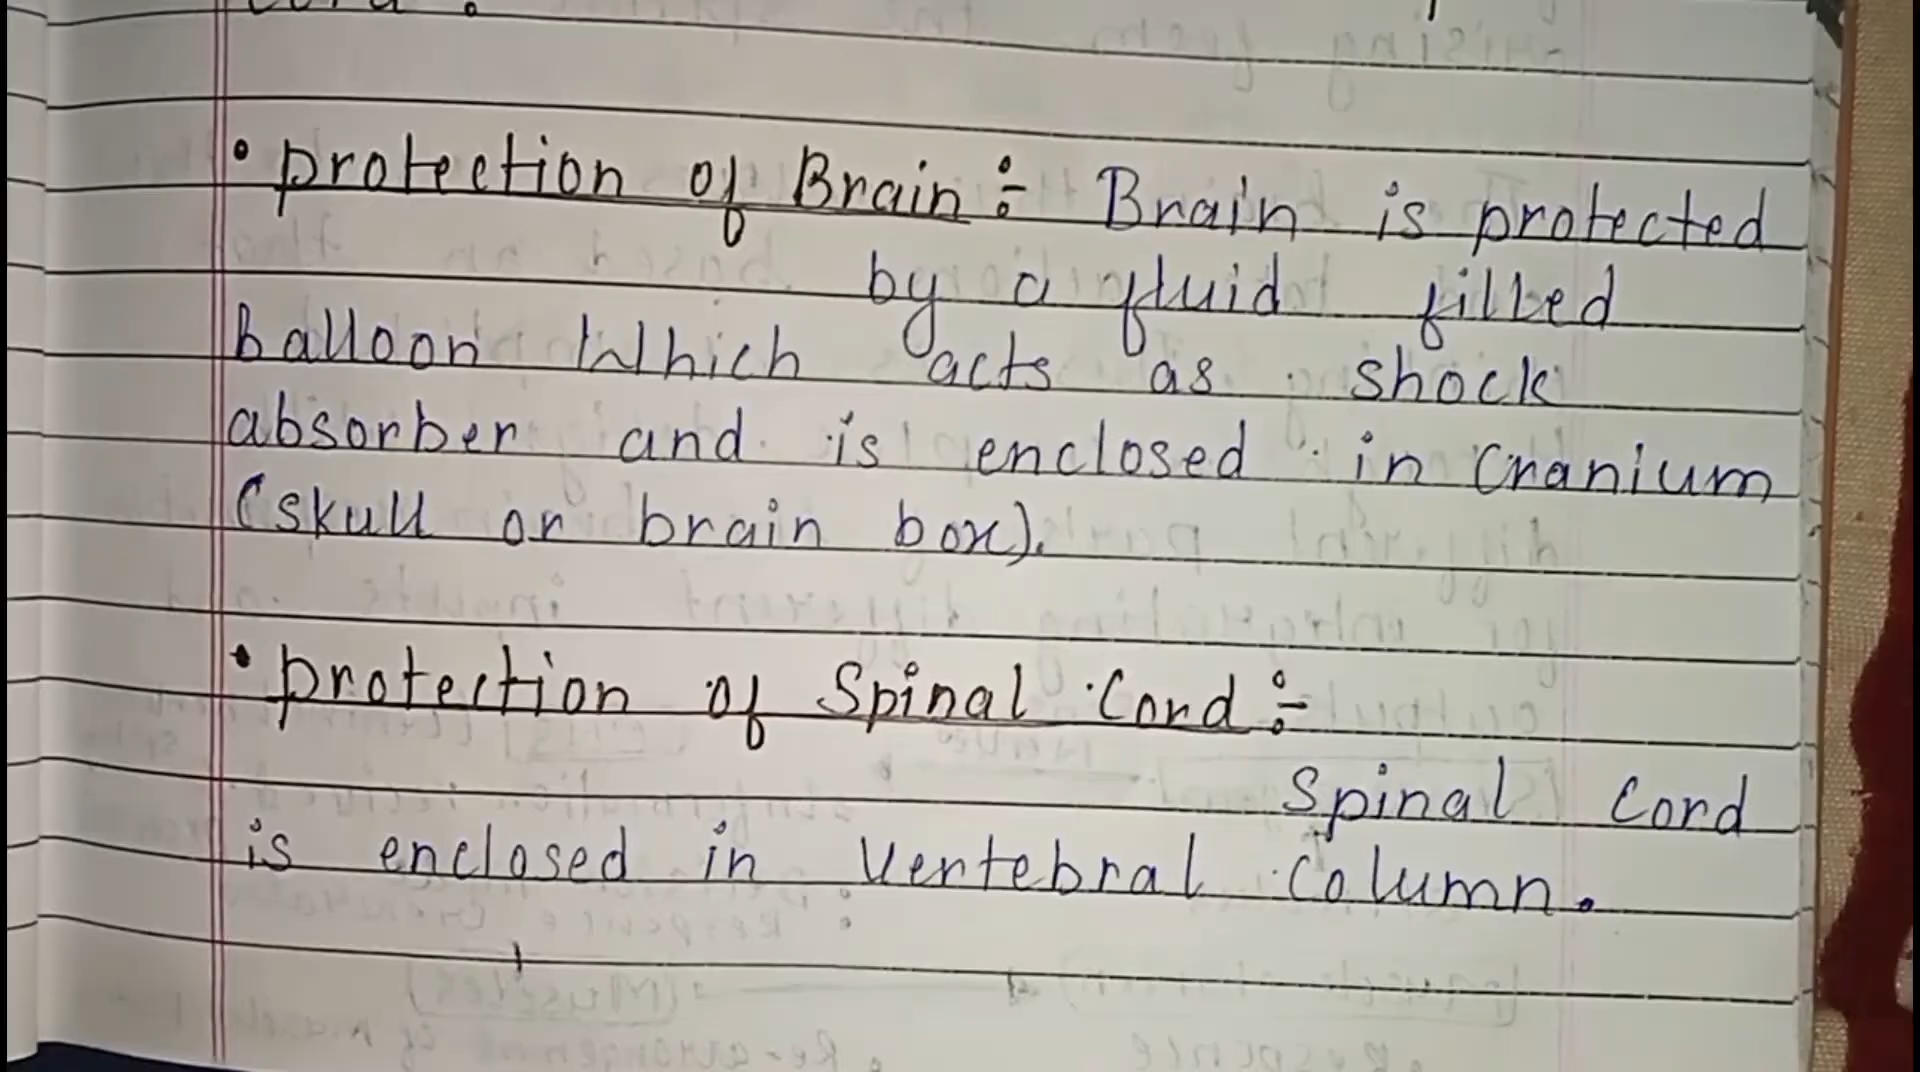 • protection of Brain ÷ Brain is protected
by a fluid filled
balloon Which acts as shock
absorber and is enclosed in Cranium
(skull or brain box).
• protection of Spinal Cord ÷
Spinal Cord
is enclosed in Vertebral Column.